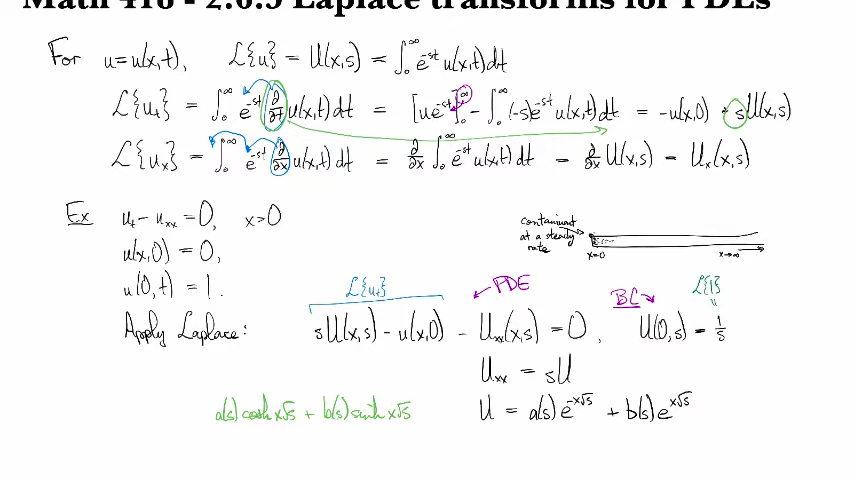 Math 418 - 2.6.5 Laplace transforms for PDEs
For u=u(x,t), ℒ{u} = U(x,s) = ∫₀^∞ e^{-st} u(x,t)dt
ℒ{u_t} = ∫₀^∞ e^{-st} ∂/∂t u(x,t)dt = [ue^{-st}]₀^∞ - ∫₀^∞ (-s)e^{-st} u(x,t)dt = -u(x,0) + sU(x,s)
ℒ{u_x} = ∫₀^∞ e^{-st} ∂/∂x u(x,t)dt = ∂/∂x ∫₀^∞ e^{-st} u(x,t)dt = ∂/∂x U(x,s) = U_x(x,s)
Ex u_t - u_xx = 0, x>0
contaminant
at a steady
rate
x=0 x→∞
u(x,0) = 0,
u(0,t) = 1.
ℒ{u_t} PDE BC ℒ{1}
Apply Laplace: sU(x,s) - u(x,0) - U_xx(x,s) = 0, U(0,s) = 1/s
U_xx = sU
a(s)cosh x√s + b(s)sinh x√s U = a(s)e^{-x√s} + b(s)e^{x√s}